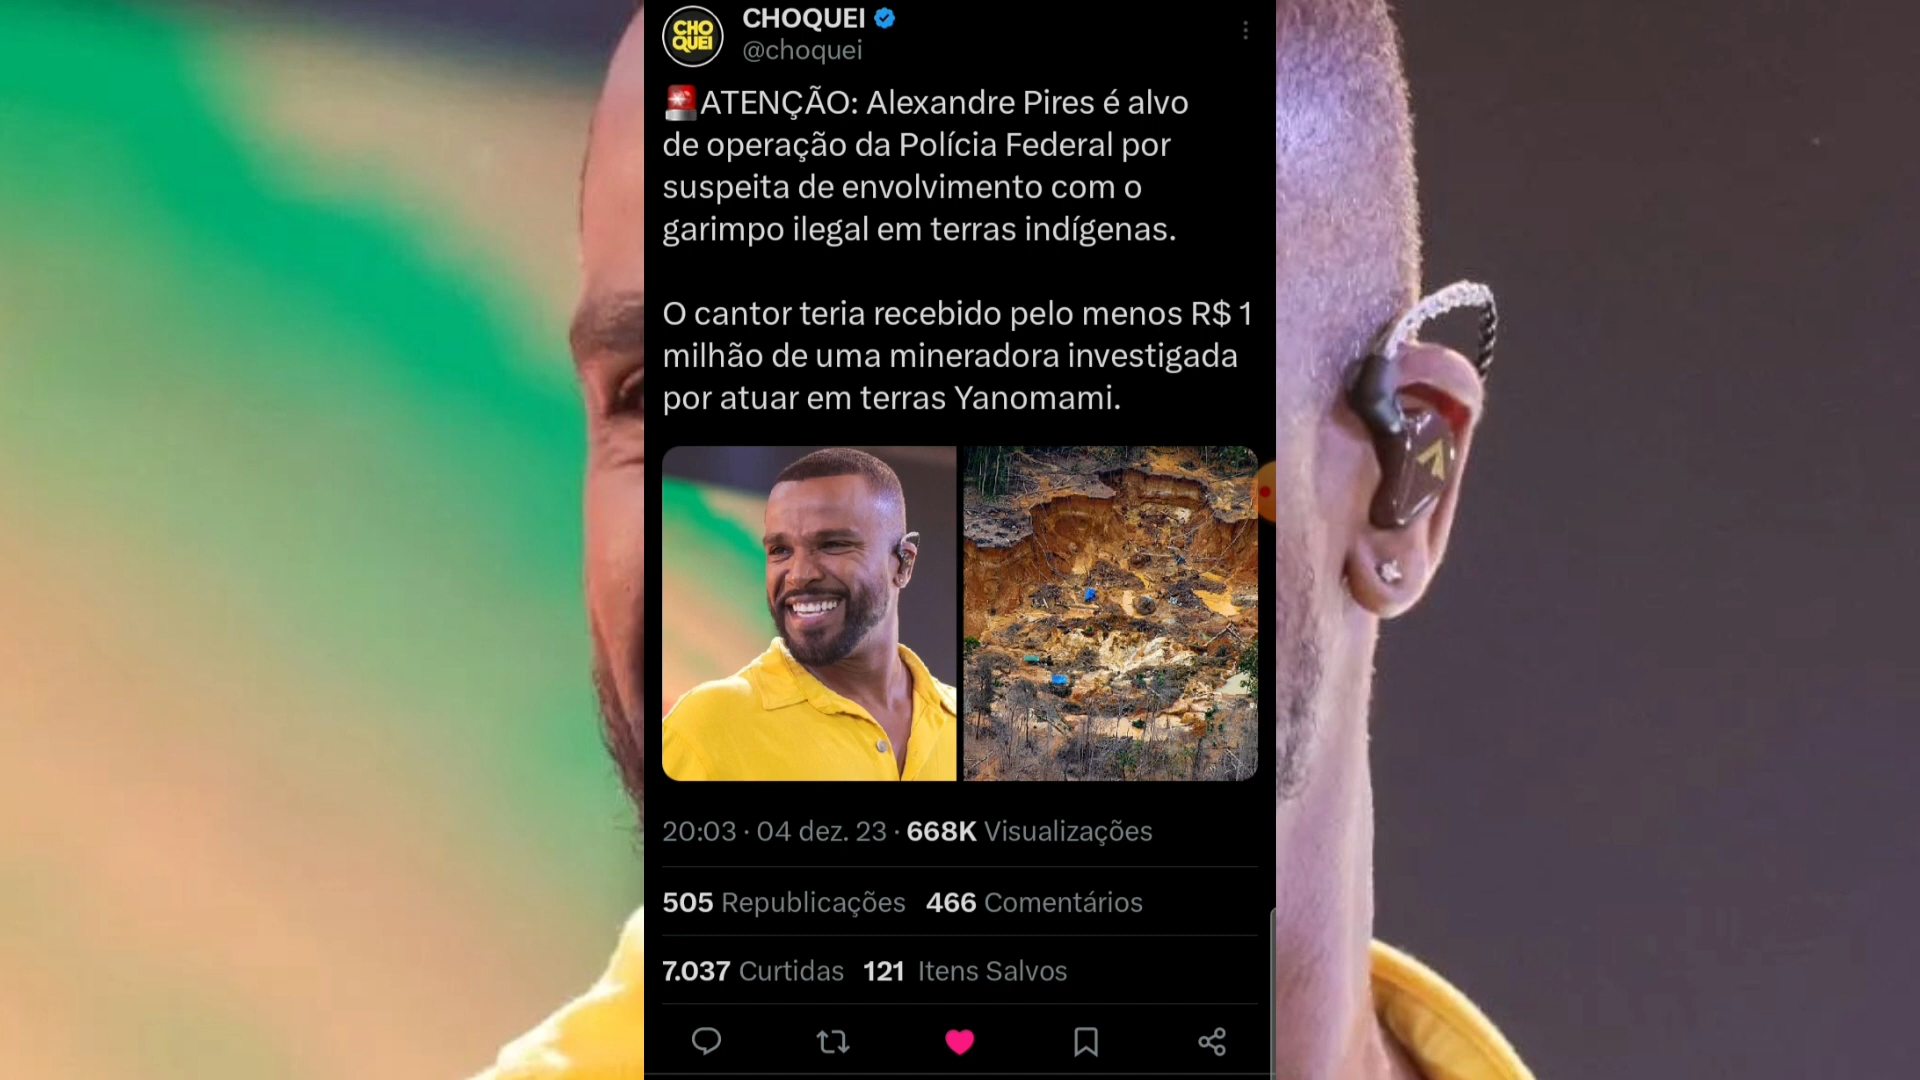 CHO
QUEI
CHOQUEI
@choquei
ATENÇÃO: Alexandre Pires é alvo
de operação da Polícia Federal por
suspeita de envolvimento com o
garimpo ilegal em terras indígenas.
O cantor teria recebido pelo menos R$ 1
milhão de uma mineradora investigada
por atuar em terras Yanomami.
20:03 · 04 dez. 23 · 668K Visualizações
505 Republicações 466 Comentários
7.037 Curtidas 121 Itens Salvos